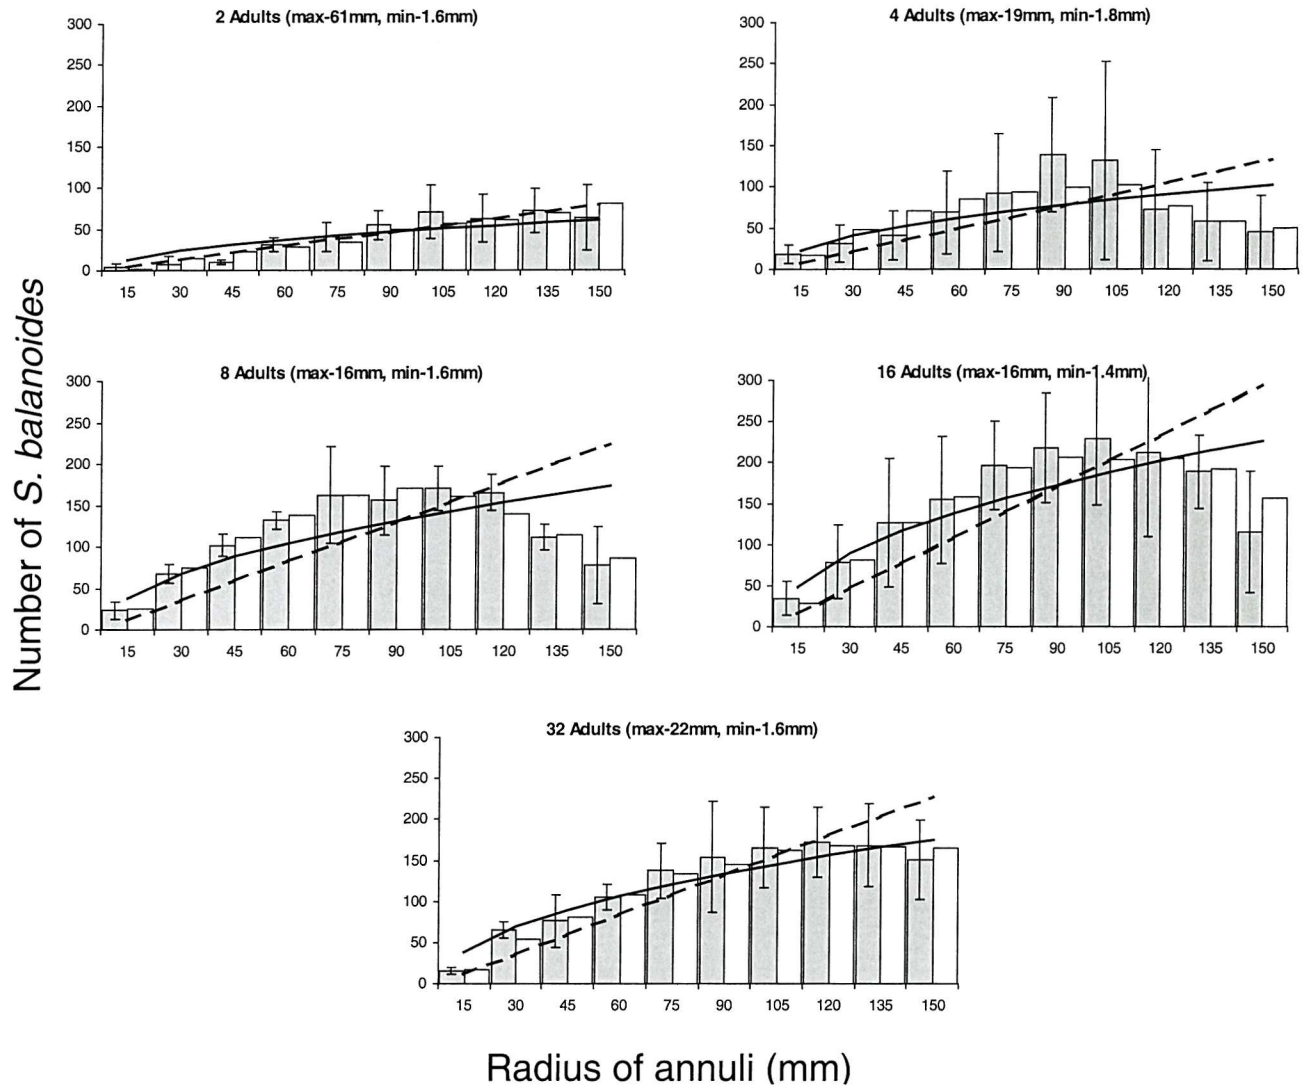 2 Adults (max-61mm, min-1.6mm)
300
250
200
150
100
50
0
15 30 45 60 75 90 105 120 135 150
4 Adults (max-19mm, min-1.8mm)
300
250
200
150
100
50
0
15 30 45 60 75 90 105 120 135 150
8 Adults (max-16mm, min-1.6mm)
300
250
200
150
100
50
0
15 30 45 60 75 90 105 120 135 150
16 Adults (max-16mm, min-1.4mm)
300
250
200
150
100
50
0
15 30 45 60 75 90 105 120 135 150
32 Adults (max-22mm, min-1.6mm)
300
250
200
150
100
50
0
15 30 45 60 75 90 105 120 135 150
Number of S. balanoides
Radius of annuli (mm)